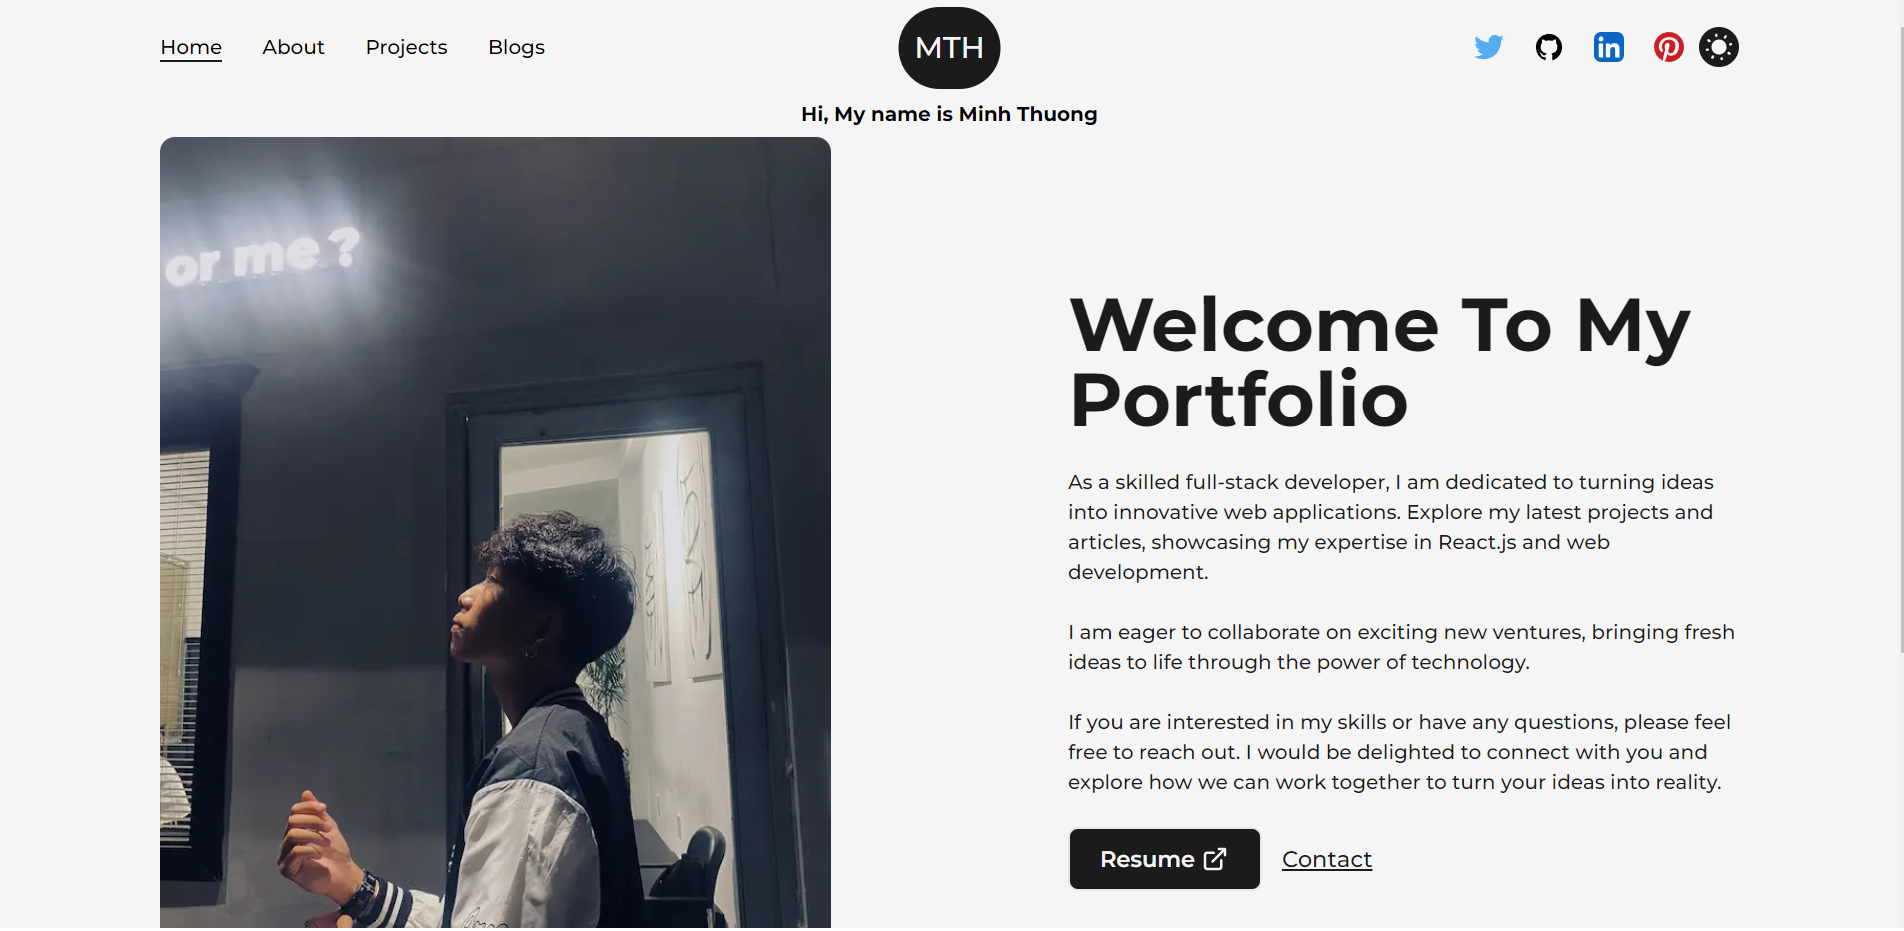 Home About Projects Blogs
MTH
Hi, My name is Minh Thuong
or me ?
Welcome To My
Portfolio
As a skilled full-stack developer, I am dedicated to turning ideas
into innovative web applications. Explore my latest projects and
articles, showcasing my expertise in React.js and web
development.
I am eager to collaborate on exciting new ventures, bringing fresh
ideas to life through the power of technology.
If you are interested in my skills or have any questions, please feel
free to reach out. I would be delighted to connect with you and
explore how we can work together to turn your ideas into reality.
Resume
Contact